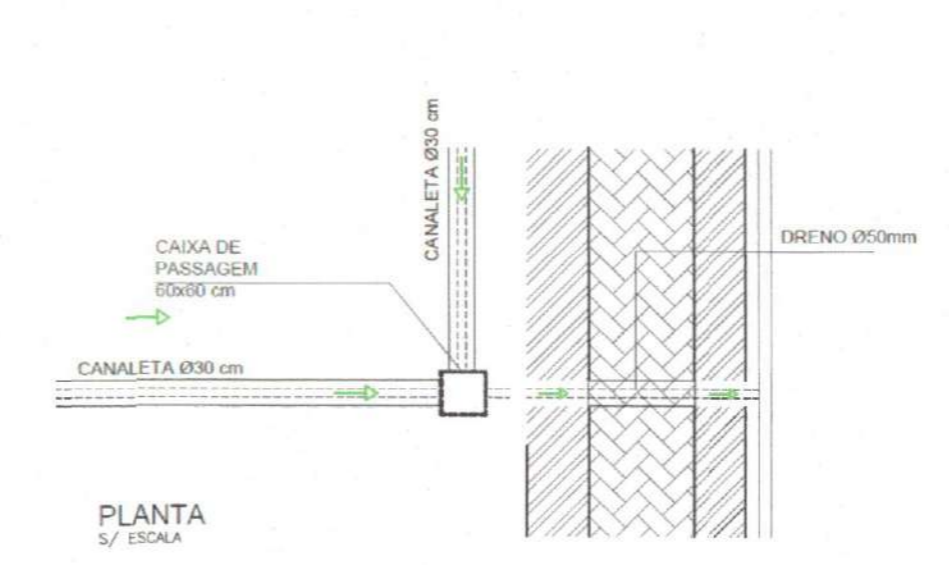 CANALETA Ø30 cm
CAIXA DE
PASSAGEM
60x60 cm
DRENO Ø50mm
CANALETA Ø30 cm
PLANTA
S/ ESCALA